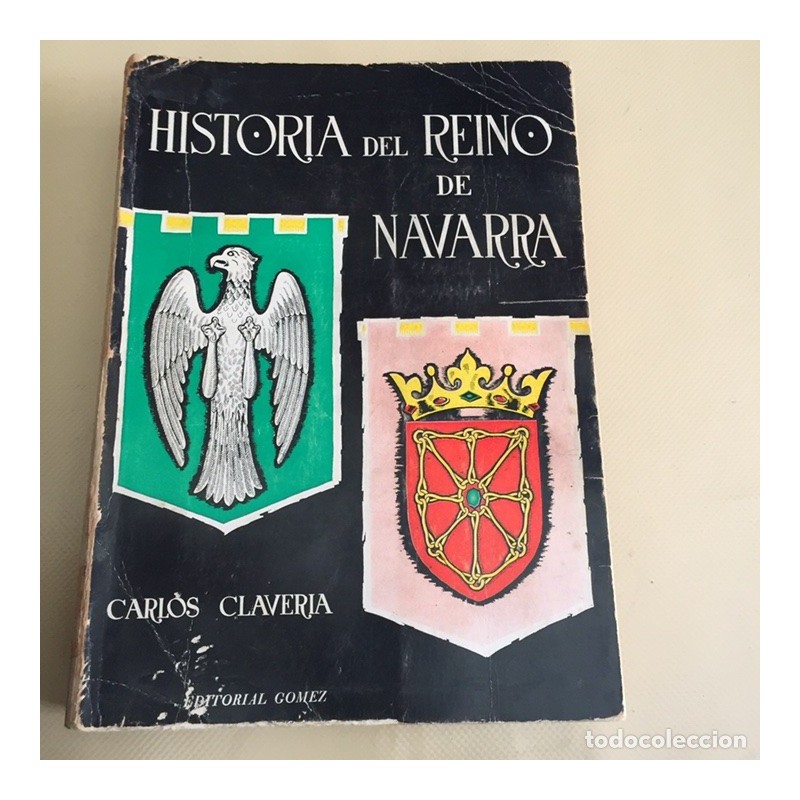 HISTORIA DEL REINO
DE
NAVARRA
CARLOS CLAVERIA
EDITORIAL GOMEZ
todocoleccion